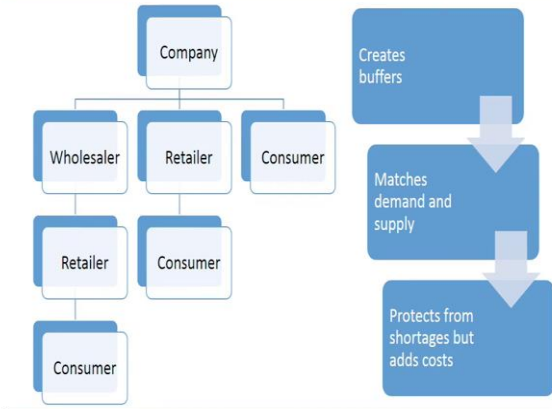 Company
Wholesaler
Retailer
Consumer
Retailer
Consumer
Consumer
Creates
buffers
Matches
demand and
supply
Protects from
shortages but
adds costs